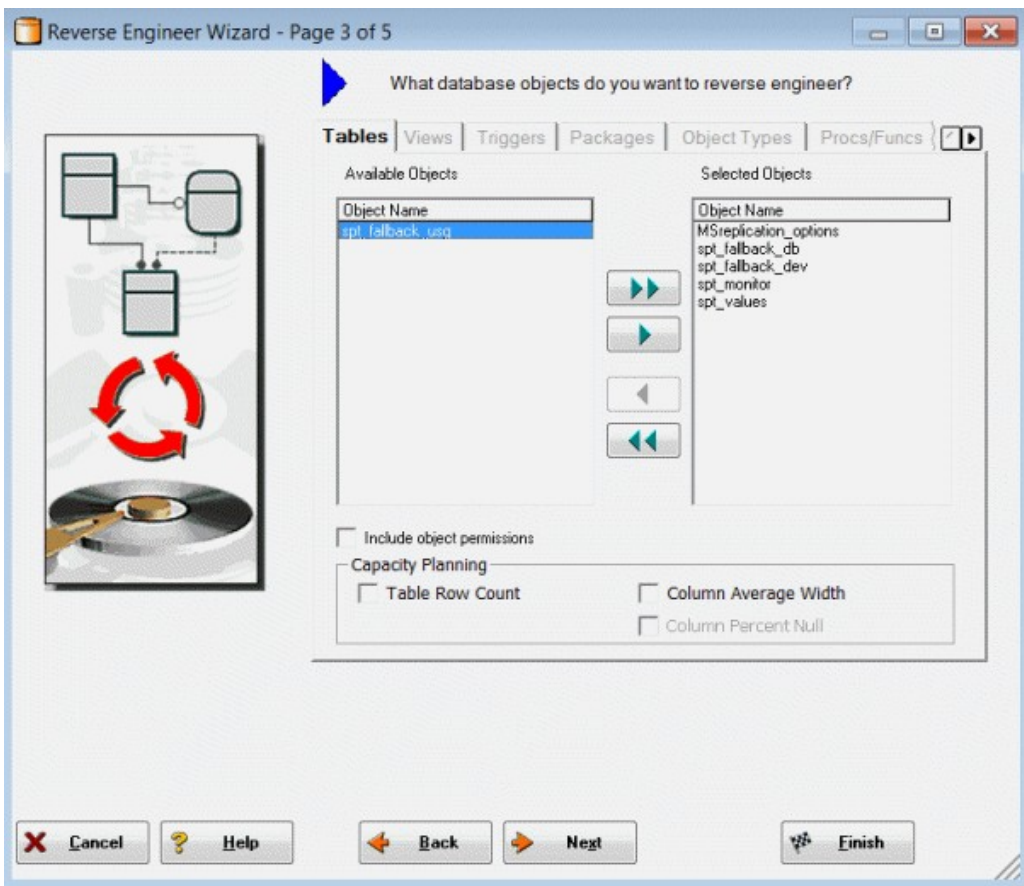 Reverse Engineer Wizard - Page 3 of 5
What database objects do you want to reverse engineer?
Tables Views Triggers Packages Object Types Procs/Funcs
Available Objects Selected Objects
Object Name Object Name
spt_fallback_usg MSreplication_options
spt_fallback_db
spt_fallback_dev
spt_monitor
spt_values
Include object permissions
Capacity Planning
Table Row Count Column Average Width
Column Percent Null
Cancel Help Back Next Finish